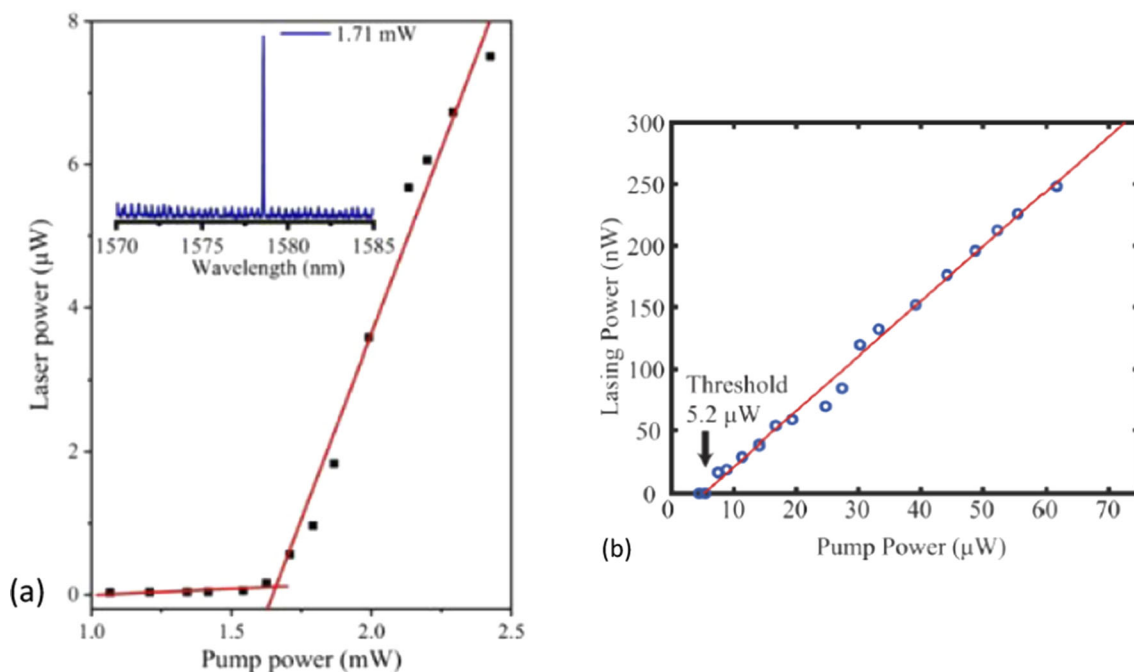 8
6
4
2
0
Laser power (µW)
1.71 mW
1570
1575
1580
1585
Wavelength (nm)
1.0
1.5
2.0
2.5
Pump power (mW)
(a)
300
250
200
150
100
50
0
Lasing Power (nW)
Threshold
5.2 µW
0
10
20
30
40
50
60
70
Pump Power (µW)
(b)